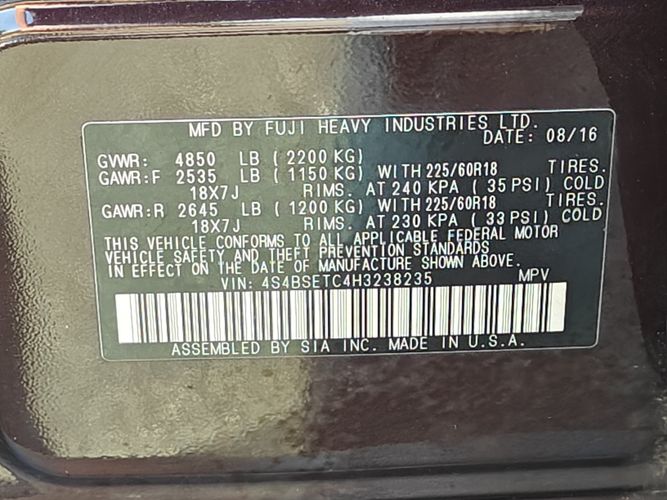 MFD BY FUJI HEAVY INDUSTRIES LTD.
DATE: 08/16
GVWR: 4850 LB (2200 KG)
GAWR:F 2535 LB (1150 KG) WITH 225/60R18 TIRES.
18X7J RIMS. AT 240 KPA (35 PSI) COLD
GAWR:R 2645 LB (1200 KG) WITH 225/60R18 TIRES.
18X7J RIMS. AT 230 KPA (33 PSI) COLD
THIS VEHICLE CONFORMS TO ALL APPLICABLE FEDERAL MOTOR
VEHICLE SAFETY AND THEFT PREVENTION STANDARDS
IN EFFECT ON THE DATE OF MANUFACTURE SHOWN ABOVE.
VIN: 4S4BSETC4H3238235 MPV
ASSEMBLED BY SIA INC. MADE IN U.S.A.